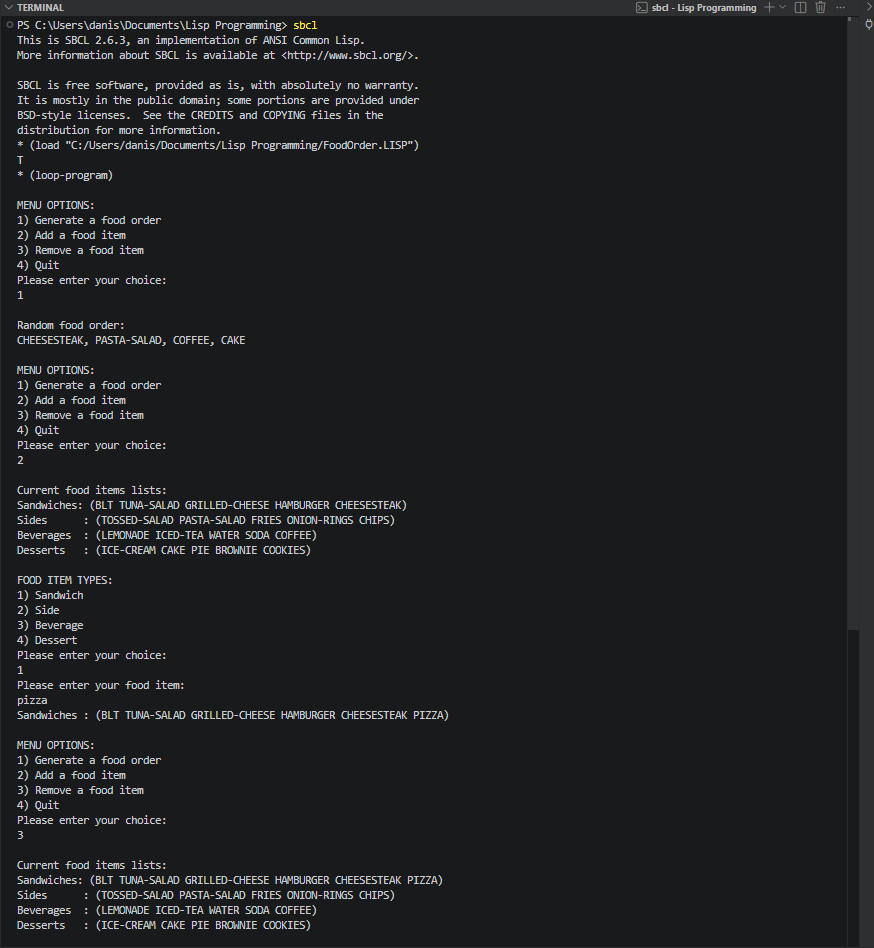 TERMINAL
sbcl - Lisp Programming
PS C:\Users\danis\Documents\Lisp Programming> sbcl
This is SBCL 2.6.3, an implementation of ANSI Common Lisp.
More information about SBCL is available at <http://www.sbcl.org/>.

SBCL is free software, provided as is, with absolutely no warranty.
It is mostly in the public domain; some portions are provided under
BSD-style licenses.  See the CREDITS and COPYING files in the
distribution for more information.
* (load "C:/Users/danis/Documents/Lisp Programming/FoodOrder.LISP")
T
* (loop-program)

MENU OPTIONS:
1) Generate a food order
2) Add a food item
3) Remove a food item
4) Quit
Please enter your choice:
1

Random food order:
CHEESESTEAK, PASTA-SALAD, COFFEE, CAKE

MENU OPTIONS:
1) Generate a food order
2) Add a food item
3) Remove a food item
4) Quit
Please enter your choice:
2

Current food items lists:
Sandwiches: (BLT TUNA-SALAD GRILLED-CHEESE HAMBURGER CHEESESTEAK)
Sides      : (TOSSED-SALAD PASTA-SALAD FRIES ONION-RINGS CHIPS)
Beverages  : (LEMONADE ICED-TEA WATER SODA COFFEE)
Desserts   : (ICE-CREAM CAKE PIE BROWNIE COOKIES)

FOOD ITEM TYPES:
1) Sandwich
2) Side
3) Beverage
4) Dessert
Please enter your choice:
1
Please enter your food item:
pizza
Sandwiches : (BLT TUNA-SALAD GRILLED-CHEESE HAMBURGER CHEESESTEAK PIZZA)

MENU OPTIONS:
1) Generate a food order
2) Add a food item
3) Remove a food item
4) Quit
Please enter your choice:
3

Current food items lists:
Sandwiches: (BLT TUNA-SALAD GRILLED-CHEESE HAMBURGER CHEESESTEAK PIZZA)
Sides      : (TOSSED-SALAD PASTA-SALAD FRIES ONION-RINGS CHIPS)
Beverages  : (LEMONADE ICED-TEA WATER SODA COFFEE)
Desserts   : (ICE-CREAM CAKE PIE BROWNIE COOKIES)